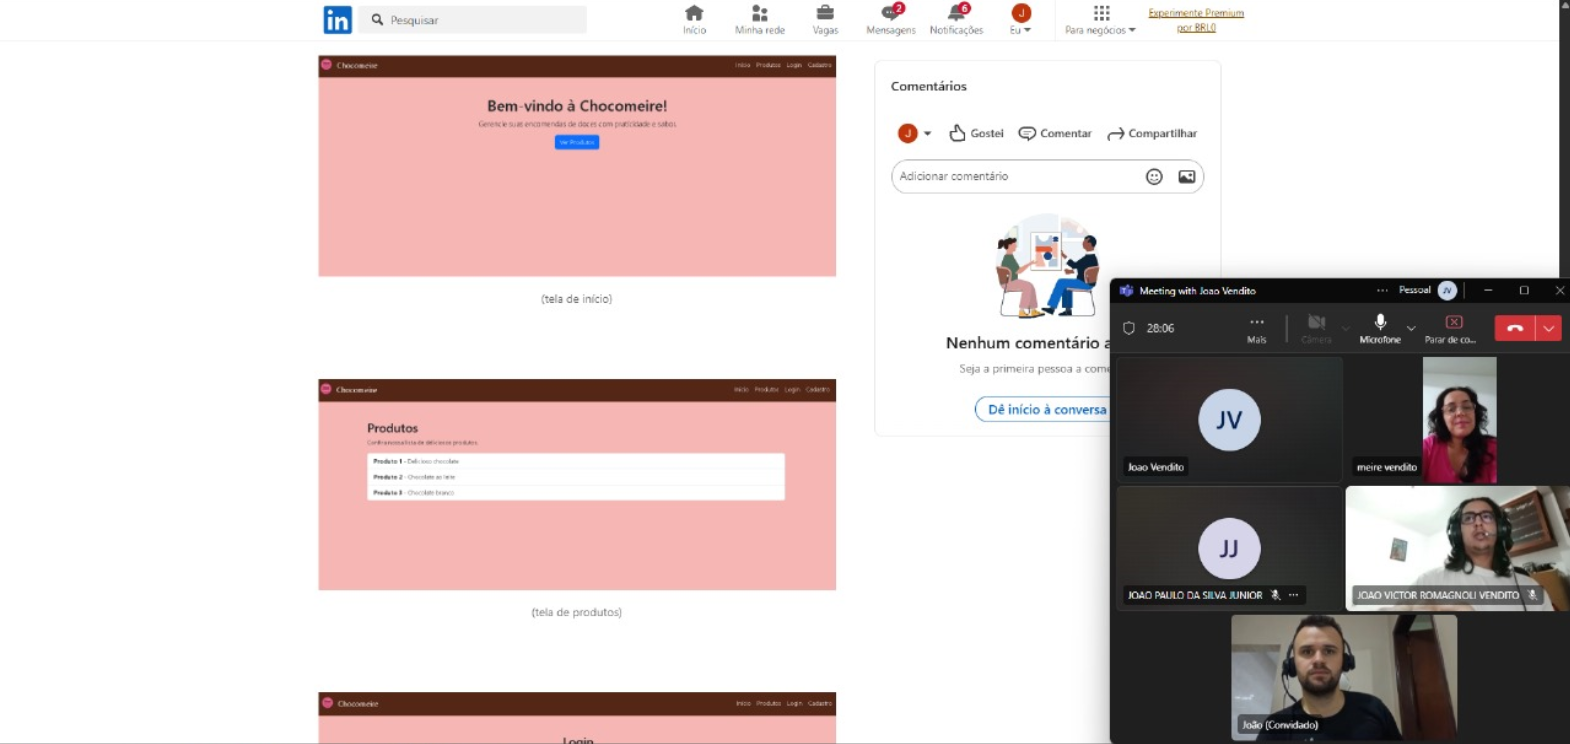 in
Pesquisar
Início
Minha rede
Vagas
2
Mensagens
6
Notificações
J
Eu
Para negócios
Experimente Premium
por BRL0
Chocomeire
Início Produtos Login Cadastro
Bem-vindo à Chocomeire!
Gerencie suas encomendas de doces com praticidade e sabor.
Ver Produtos
(tela de início)
Chocomeire
Início Produtos Login Cadastro
Produtos
Confira nossa lista de deliciosos produtos.
Produto 1 - Delicioso chocolate
Produto 2 - Chocolate ao leite
Produto 3 - Chocolate branco
(tela de produtos)
Chocomeire
Início Produtos Login Cadastro
Login
Comentários
J
Gostei
Comentar
Compartilhar
Adicionar comentário
Nenhum comentário a
Seja a primeira pessoa a come
Dê início à conversa
Meeting with Joao Vendito
Pessoal
JV
28:06
Mais
Câmera
Microfone
Parar de co...
JV
Joao Vendito
meire vendito
JJ
JOAO PAULO DA SILVA JUNIOR
JOAO VICTOR ROMAGNOLI VENDITO
João (Convidado)